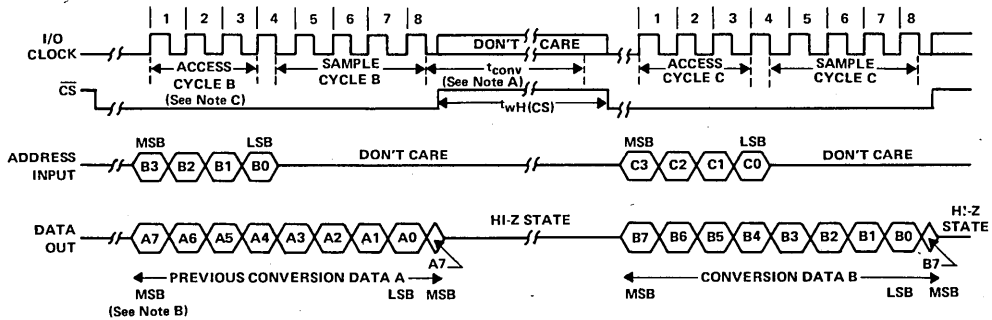 1 2 3 4 5 6 7 8 1 2 3 4 5 6 7 8
I/O
CLOCK
DON'T CARE
ACCESS
CYCLE B
(See Note C)
SAMPLE
CYCLE B
tconv
(See Note A)
ACCESS
CYCLE C
SAMPLE
CYCLE C
CS
twH(CS)
MSB LSB MSB LSB
ADDRESS
INPUT
B3 B2 B1 B0 DON'T CARE C3 C2 C1 C0 DON'T CARE
DATA
OUT
A7 A6 A5 A4 A3 A2 A1 A0 HI-Z STATE B7 B6 B5 B4 B3 B2 B1 B0 HI-Z
STATE
A7 B7
PREVIOUS CONVERSION DATA A CONVERSION DATA B
MSB LSB MSB MSB LSB MSB
(See Note B)